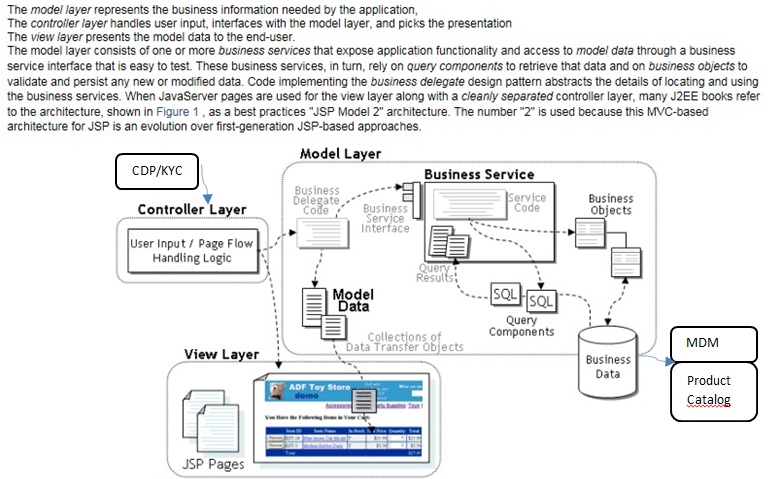 The model layer represents the business information needed by the application,
The controller layer handles user input, interfaces with the model layer, and picks the presentation
The view layer presents the model data to the end-user.
The model layer consists of one or more business services that expose application functionality and access to model data through a business
service interface that is easy to test. These business services, in turn, rely on query components to retrieve that data and on business objects to
validate and persist any new or modified data. Code implementing the business delegate design pattern abstracts the details of locating and using
the business services. When JavaServer pages are used for the view layer along with a cleanly separated controller layer, many J2EE books refer
to the architecture, shown in Figure 1 , as a best practices "JSP Model 2" architecture. The number "2" is used because this MVC-based
architecture for JSP is an evolution over first-generation JSP-based approaches.
Model Layer
CDP/KYC
Business Service
Controller Layer
User Input / Page Flow
Handling Logic
Business
Delegate
Code
Business
Service
Interface
Service
Code
Business
Objects
Query
Results
Model
Data
SQL
SQL
Query
Components
Collections of
Data Transfer Objects
Business
Data
MDM
Product
Catalog
View Layer
ADF Toy Store
demo
You Have the Following Items in Your Cart:
Item ID Item Name In Stock Quantity Total
JSP Pages